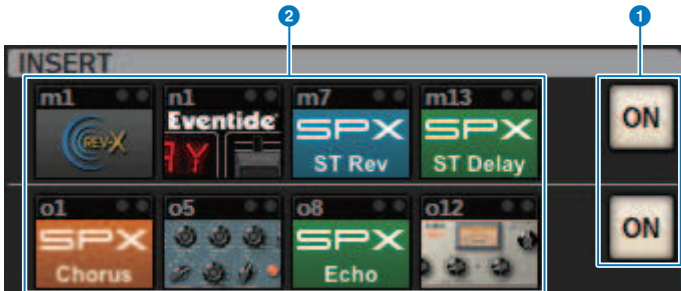 2
1
INSERT
m1
n1
m7
m13
REV-X
Eventide
SPX
ST Rev
SPX
ST Delay
ON
o1
o5
o8
o12
SPX
Chorus
SPX
Echo
ON